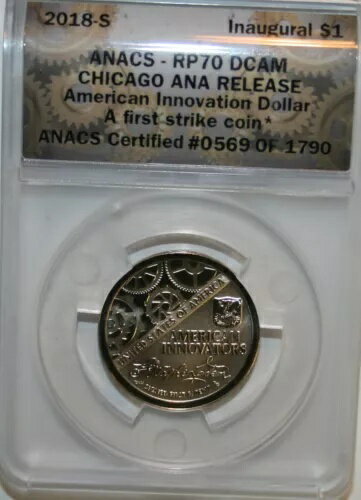 2018-S Inaugural $1
ANACS - RP70 DCAM
CHICAGO ANA RELEASE
American Innovation Dollar
A first strike coin*
ANACS Certified #0569 OF 1790
UNITED STATES OF AMERICA
AMERICAN
INNOVATORS